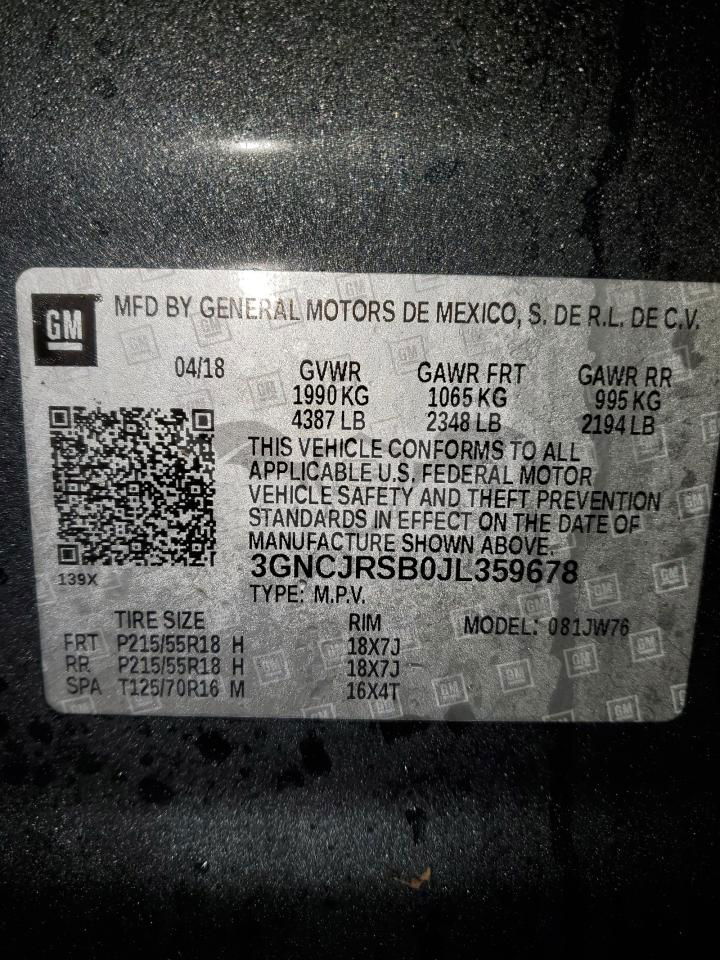 GM MFD BY GENERAL MOTORS DE MEXICO, S. DE R.L. DE C.V.
04/18 GVWR GAWR FRT GAWR RR
1990 KG 1065 KG 995 KG
4387 LB 2348 LB 2194 LB
THIS VEHICLE CONFORMS TO ALL
APPLICABLE U.S. FEDERAL MOTOR
VEHICLE SAFETY AND THEFT PREVENTION
STANDARDS IN EFFECT ON THE DATE OF
MANUFACTURE SHOWN ABOVE.
3GNCJRSB0JL359678
139X
TYPE: M.P.V.
TIRE SIZE RIM MODEL: 081JW76
FRT P215/55R18 H 18X7J
RR P215/55R18 H 18X7J
SPA T125/70R16 M 16X4T